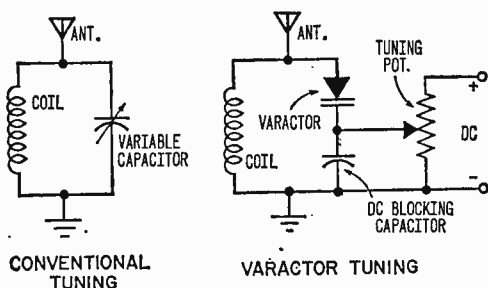 ANT.
COIL
VARIABLE
CAPACITOR
CONVENTIONAL
TUNING
ANT.
TUNING
POT.
+
VARACTOR
DC
COIL
-
DC BLOCKING
CAPACITOR
VARACTOR TUNING